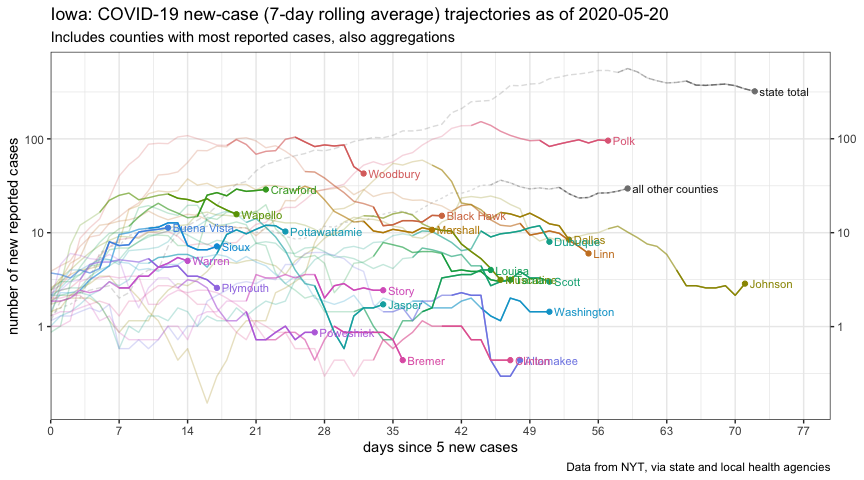 Iowa: COVID-19 new-case (7-day rolling average) trajectories as of 2020-05-20
Includes counties with most reported cases, also aggregations
number of new reported cases
100
10
1
100
10
1
state total
Polk
Woodbury
all other counties
Crawford
Wapello
Black Hawk
Buena Vista
Pottawattamie
Marshall
Dallas
Dubuque
Sioux
Linn
Warren
Louisa
Muscatine
Scott
Johnson
Plymouth
Story
Jasper
Washington
Poweshiek
Bremer
Allamakee
0 7 14 21 28 35 42 49 56 63 70 77
days since 5 new cases
Data from NYT, via state and local health agencies